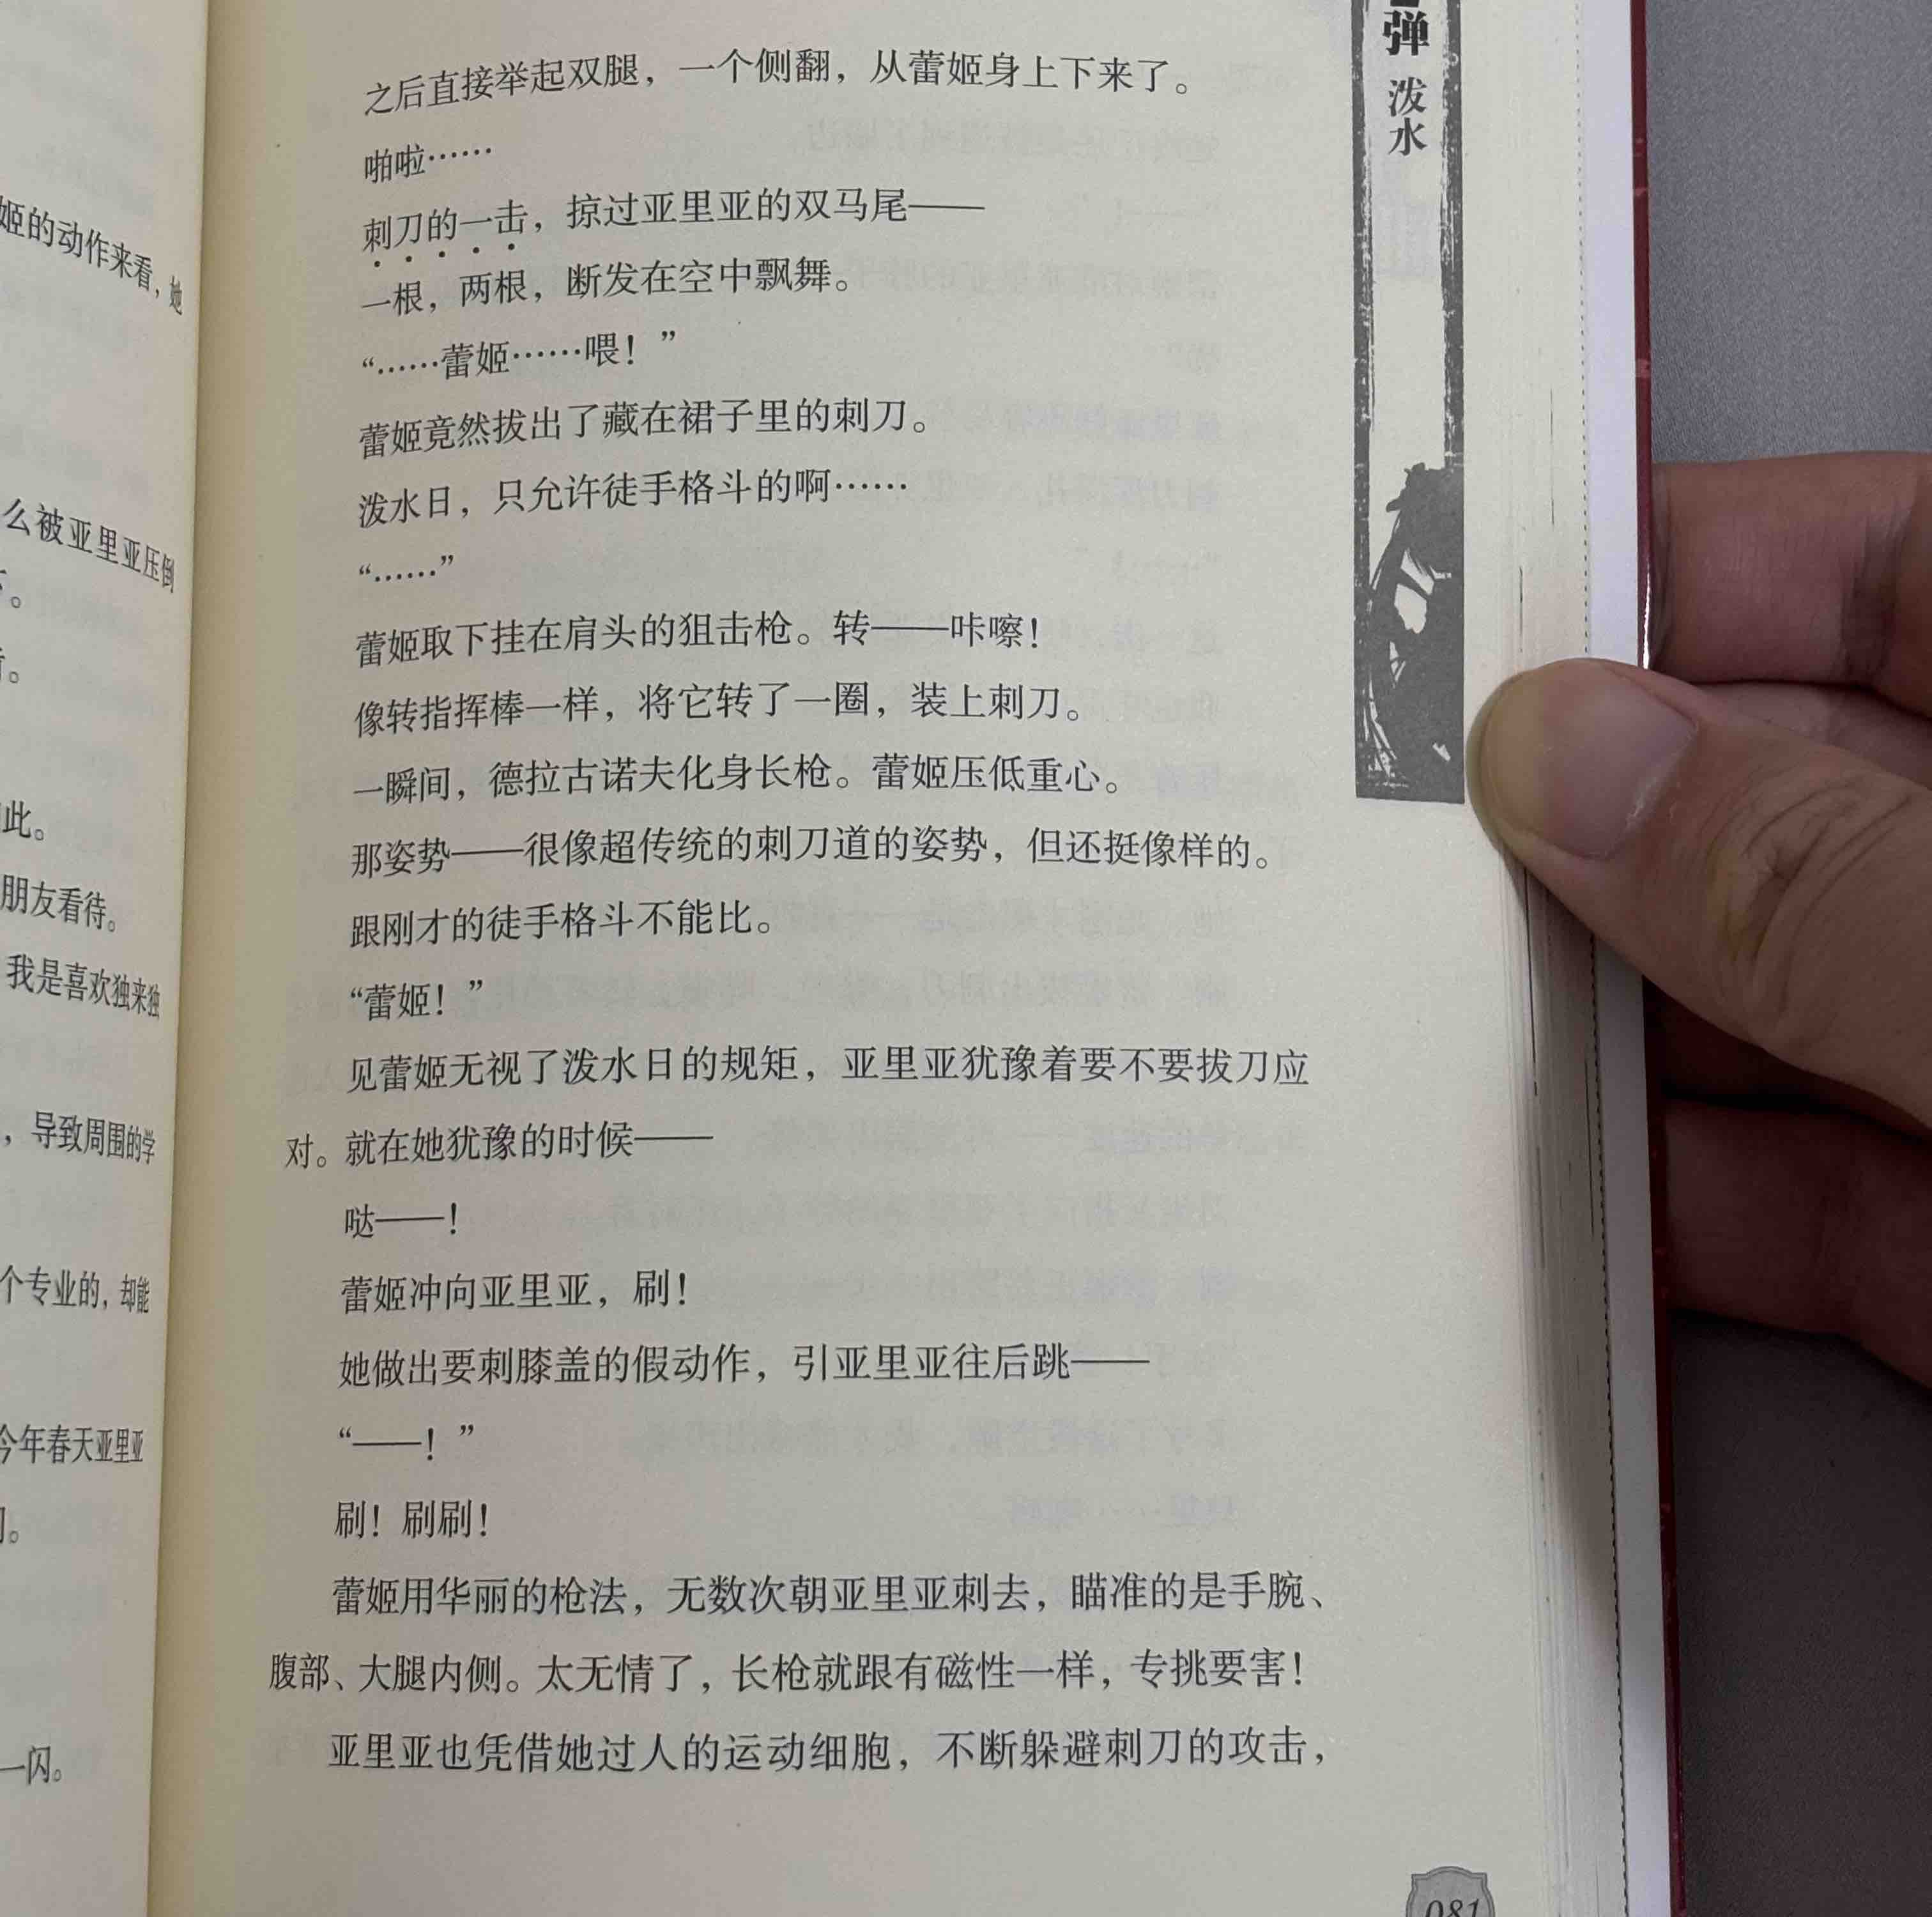 姬的动作来看，她
么被亚里亚压倒
。
。
此。
朋友看待。
我是喜欢独来独
，导致周围的学
个专业的，却能
今年春天亚里亚
。
一闪。
弹 泼水
之后直接举起双腿，一个侧翻，从蕾姬身上下来了。
啪啦……
刺刀的一击，掠过亚里亚的双马尾——
一根，两根，断发在空中飘舞。
“……蕾姬……喂！”
蕾姬竟然拔出了藏在裙子里的刺刀。
泼水日，只允许徒手格斗的啊……
“……”
蕾姬取下挂在肩头的狙击枪。转——咔嚓！
像转指挥棒一样，将它转了一圈，装上刺刀。
一瞬间，德拉古诺夫化身长枪。蕾姬压低重心。
那姿势——很像超传统的刺刀道的姿势，但还挺像样的。
跟刚才的徒手格斗不能比。
“蕾姬！”
见蕾姬无视了泼水日的规矩，亚里亚犹豫着要不要拔刀应
对。就在她犹豫的时候——
哒——！
蕾姬冲向亚里亚，刷！
她做出要刺膝盖的假动作，引亚里亚往后跳——
“——！”
刷！刷刷！
蕾姬用华丽的枪法，无数次朝亚里亚刺去，瞄准的是手腕、
腹部、大腿内侧。太无情了，长枪就跟有磁性一样，专挑要害！
亚里亚也凭借她过人的运动细胞，不断躲避刺刀的攻击，
081